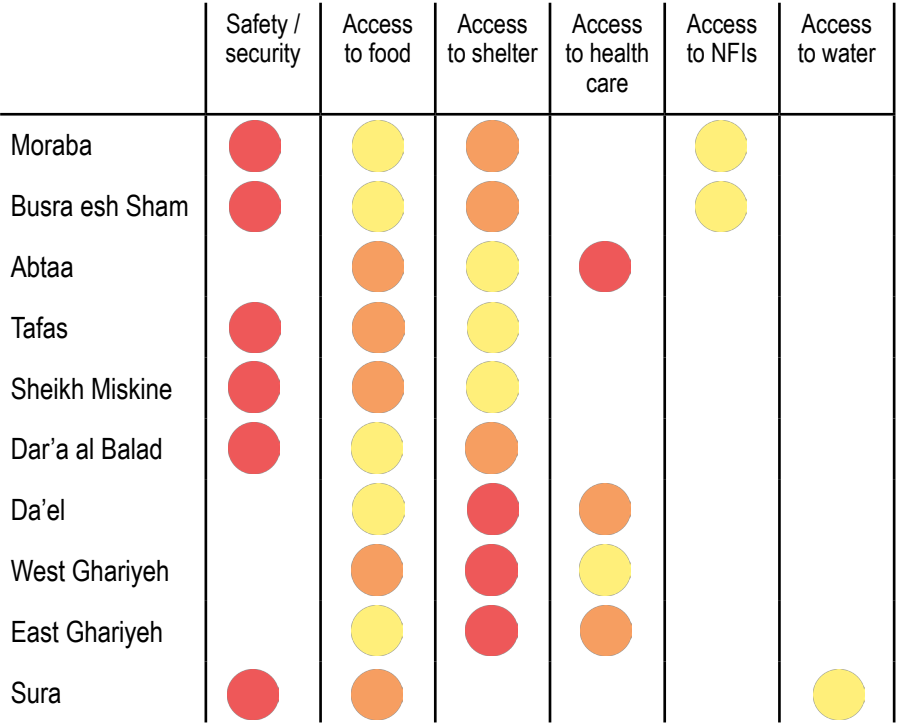 Safety /
security
Access
to food
Access
to shelter
Access
to health
care
Access
to NFIs
Access
to water
Moraba
Busra esh Sham
Abtaa
Tafas
Sheikh Miskine
Dar’a al Balad
Da’el
West Ghariyeh
East Ghariyeh
Sura